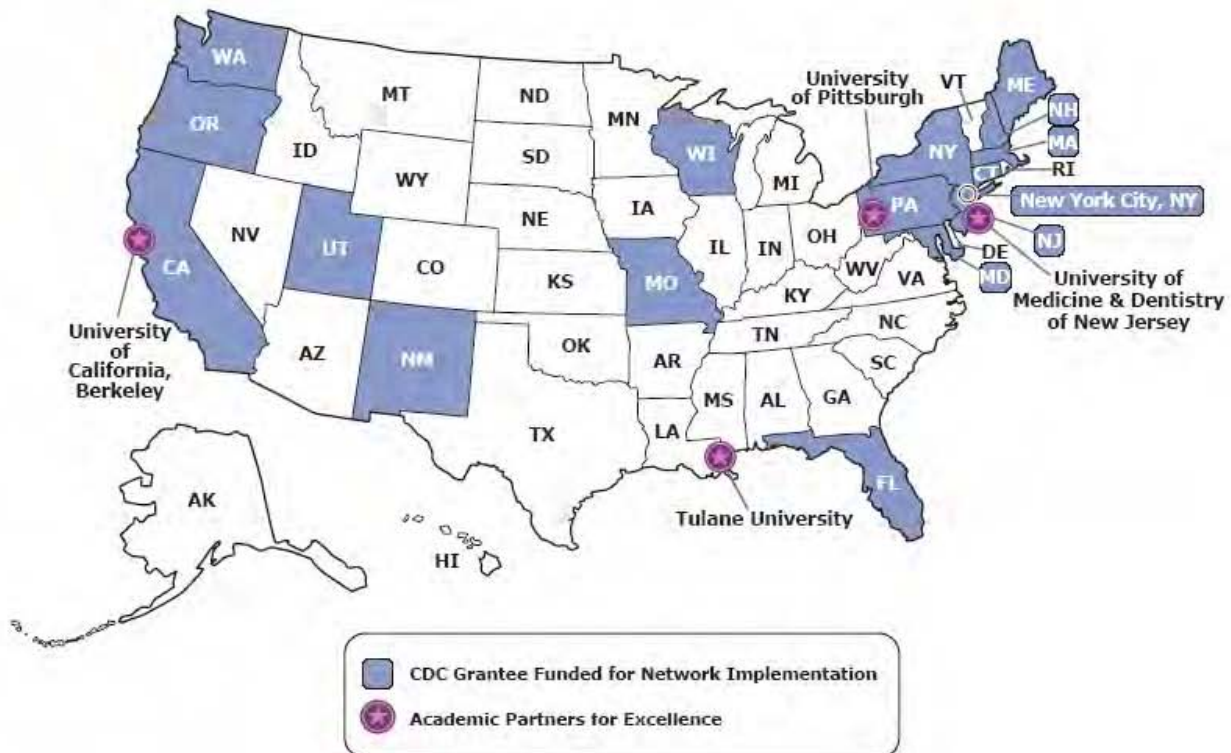 WA
OR
CA
ID
NV
MT
WY
UT
AZ
CO
NM
ND
SD
NE
KS
OK
TX
MN
IA
MO
AR
LA
WI
IL
MI
IN
OH
KY
TN
MS
AL
GA
FL
SC
NC
VA
WV
PA
NY
VT
ME
NH
MA
RI
CT
New York City, NY
NJ
DE
MD
AK
HI
University
of Pittsburgh
University of
Medicine & Dentistry
of New Jersey
University
of
California,
Berkeley
Tulane University
CDC Grantee Funded for Network Implementation
Academic Partners for Excellence